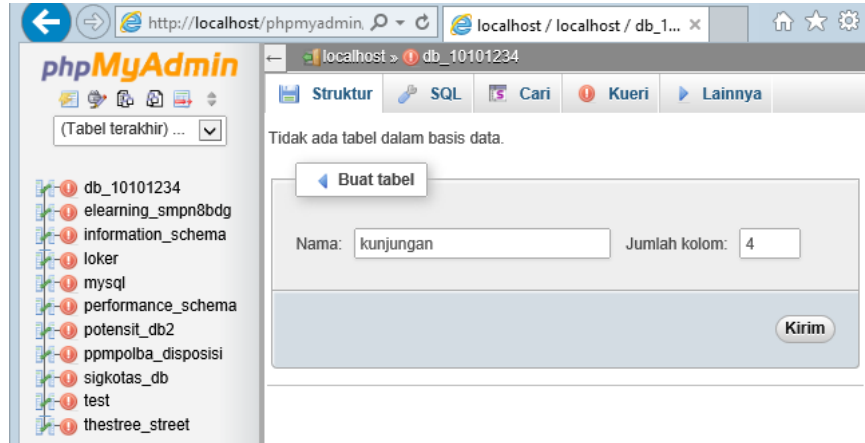 http://localhost/phpmyadmin,
localhost / localhost / db_1...
phpMyAdmin
(Tabel terakhir) ...
db_10101234
elearning_smpn8bdg
information_schema
loker
mysql
performance_schema
potensit_db2
ppmpolba_disposisi
sigkotas_db
test
thestree_street
localhost » db_10101234
Struktur SQL Cari Kueri Lainnya
Tidak ada tabel dalam basis data.
Buat tabel
Nama: kunjungan Jumlah kolom: 4
Kirim